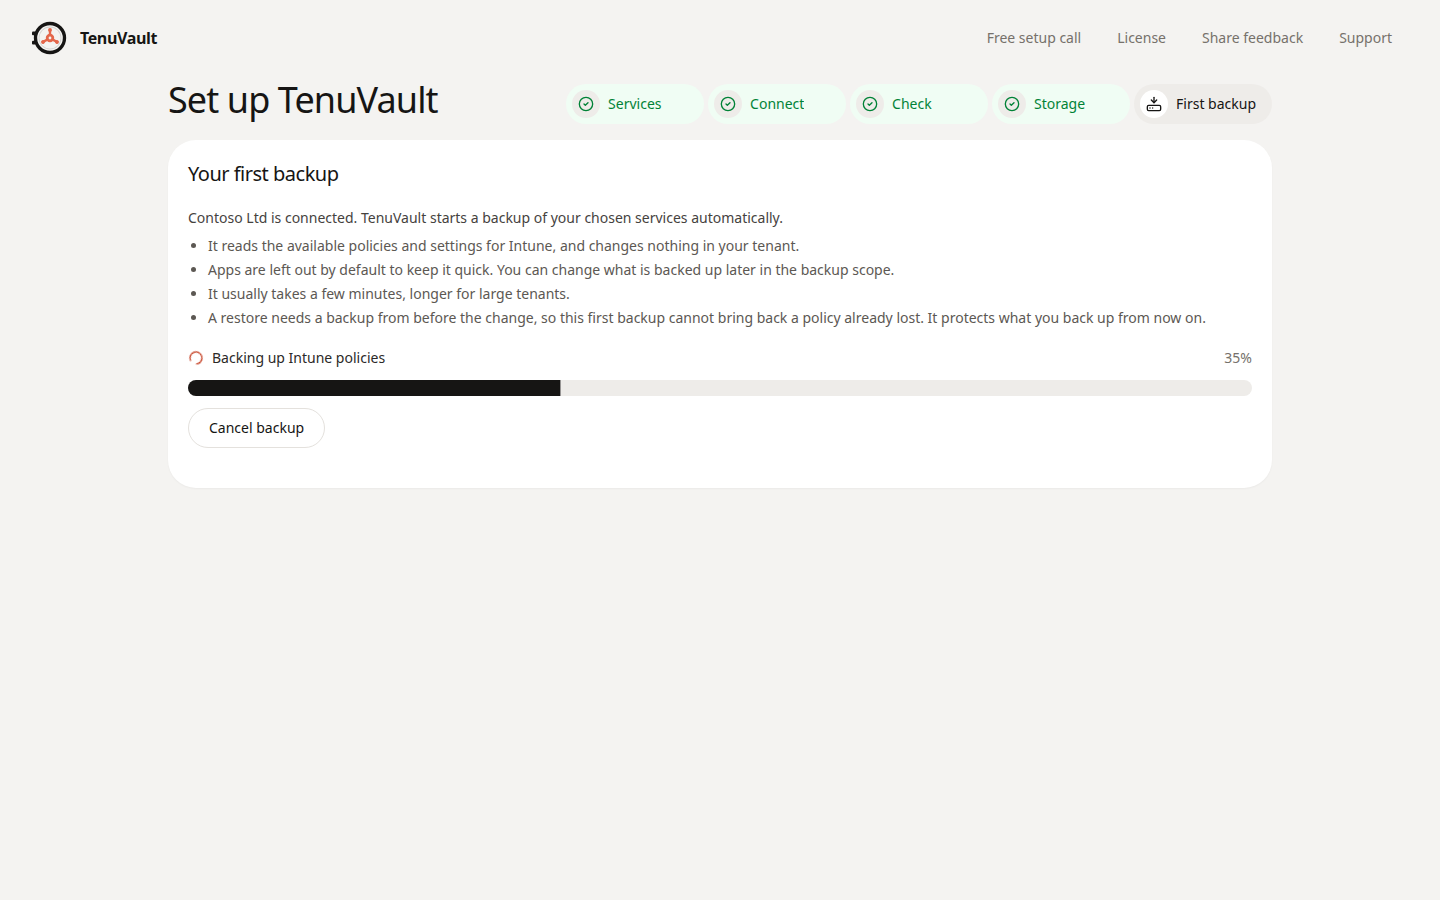 TenuVault
Free setup call
License
Share feedback
Support
Set up TenuVault
Services
Connect
Check
Storage
First backup
Your first backup
Contoso Ltd is connected. TenuVault starts a backup of your chosen services automatically.
It reads the available policies and settings for Intune, and changes nothing in your tenant.
Apps are left out by default to keep it quick. You can change what is backed up later in the backup scope.
It usually takes a few minutes, longer for large tenants.
A restore needs a backup from before the change, so this first backup cannot bring back a policy already lost. It protects what you back up from now on.
Backing up Intune policies
35%
Cancel backup